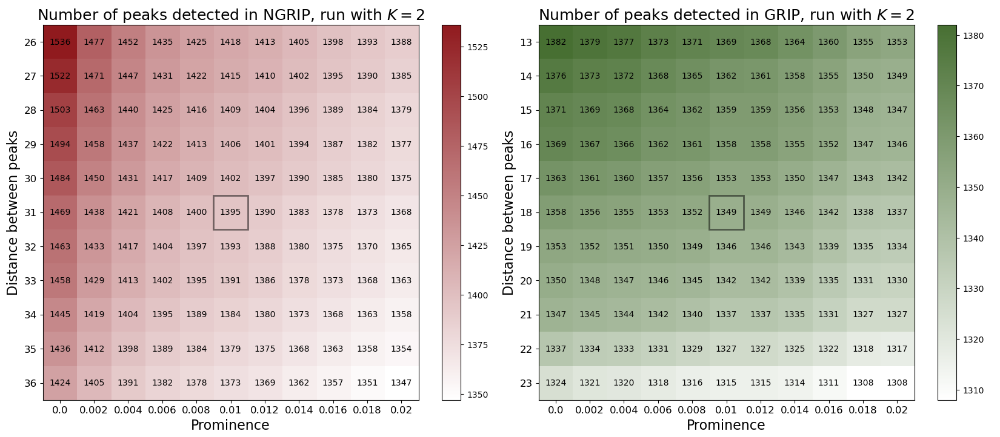 Number of peaks detected in NGRIP, run with K = 2
Distance between peaks
26 1536 1477 1452 1435 1425 1418 1413 1405 1398 1393 1388
27 1522 1471 1447 1431 1422 1415 1410 1402 1395 1390 1385
28 1503 1463 1440 1425 1416 1409 1404 1396 1389 1384 1379
29 1494 1458 1437 1422 1413 1406 1401 1394 1387 1382 1377
30 1484 1450 1431 1417 1409 1402 1397 1390 1385 1380 1375
31 1469 1438 1421 1408 1400 1395 1390 1383 1378 1373 1368
32 1463 1433 1417 1404 1397 1393 1388 1380 1375 1370 1365
33 1458 1429 1413 1402 1395 1391 1386 1378 1373 1368 1363
34 1445 1419 1404 1395 1389 1384 1380 1373 1368 1363 1358
35 1436 1412 1398 1389 1384 1379 1375 1368 1363 1358 1354
36 1424 1405 1391 1382 1378 1373 1369 1362 1357 1351 1347
0.0 0.002 0.004 0.006 0.008 0.01 0.012 0.014 0.016 0.018 0.02
Prominence
1525
1500
1475
1450
1425
1400
1375
1350
Number of peaks detected in GRIP, run with K = 2
Distance between peaks
13 1382 1379 1377 1373 1371 1369 1368 1364 1360 1355 1353
14 1376 1373 1372 1368 1365 1362 1361 1358 1355 1350 1349
15 1371 1369 1368 1364 1362 1359 1359 1356 1353 1348 1347
16 1369 1367 1366 1362 1361 1358 1358 1355 1352 1347 1346
17 1363 1361 1360 1357 1356 1353 1353 1350 1347 1343 1342
18 1358 1356 1355 1353 1352 1349 1349 1346 1342 1338 1337
19 1353 1352 1351 1350 1349 1346 1346 1343 1339 1335 1334
20 1350 1348 1347 1346 1345 1342 1342 1339 1335 1331 1330
21 1347 1345 1344 1342 1340 1337 1337 1335 1331 1327 1327
22 1337 1334 1333 1331 1329 1327 1327 1325 1322 1318 1317
23 1324 1321 1320 1318 1316 1315 1315 1314 1311 1308 1308
0.0 0.002 0.004 0.006 0.008 0.01 0.012 0.014 0.016 0.018 0.02
Prominence
1380
1370
1360
1350
1340
1330
1320
1310